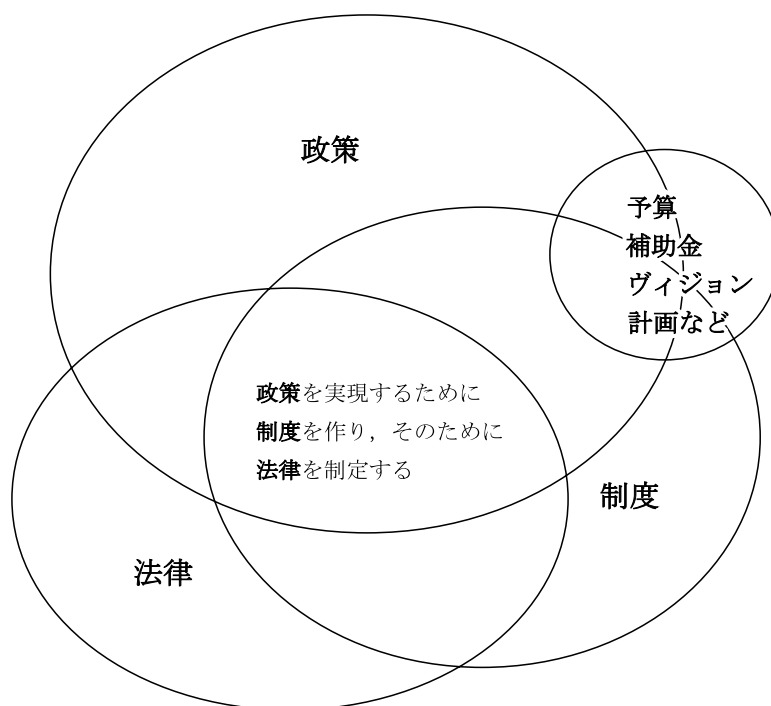 政策
予算
補助金
ヴィジョン
計画など
政策を実現するために
制度を作り，そのために
法律を制定する
制度
法律